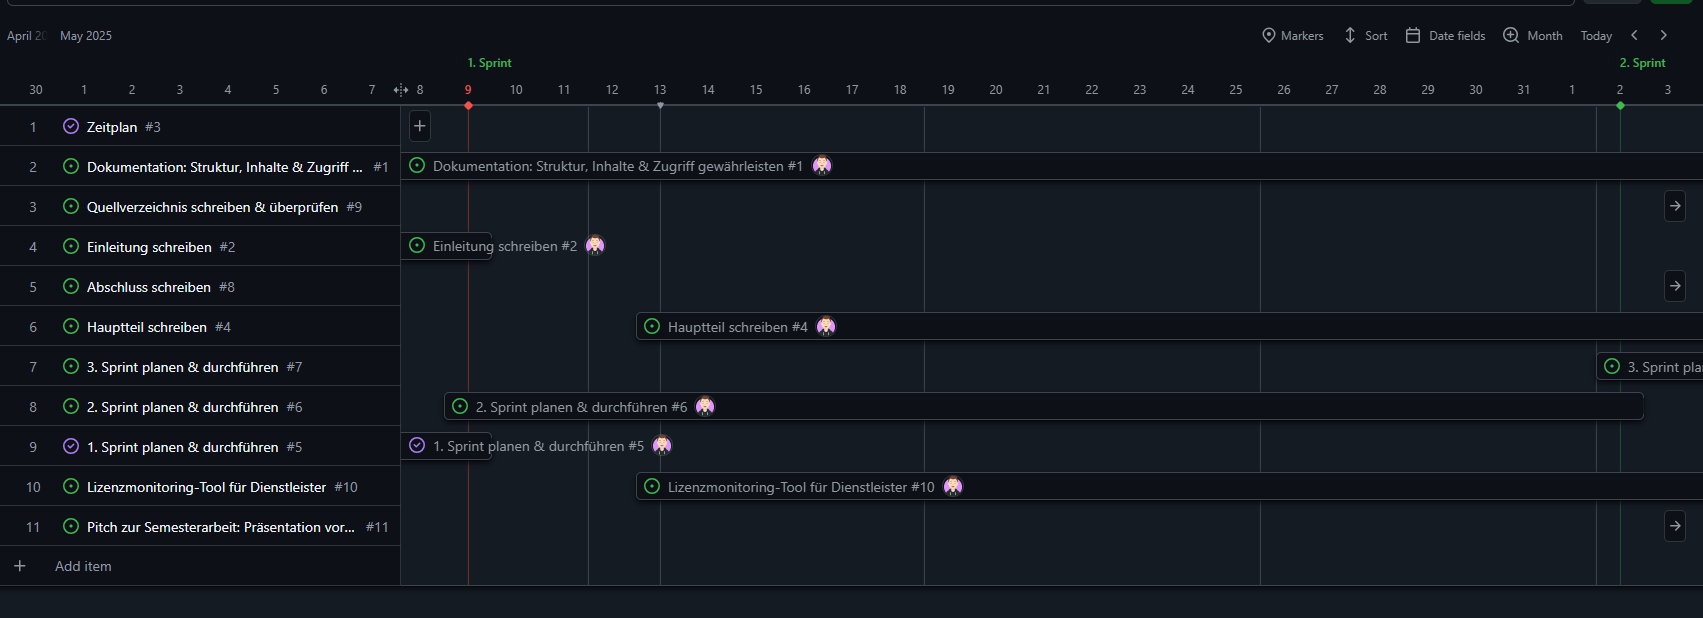 April 20 May 2025 Markers Sort Date fields Month Today
1. Sprint 2. Sprint
30 1 2 3 4 5 6 7 8 9 10 11 12 13 14 15 16 17 18 19 20 21 22 23 24 25 26 27 28 29 30 31 1 2 3
1 Zeitplan #3
2 Dokumentation: Struktur, Inhalte & Zugriff ... #1 Dokumentation: Struktur, Inhalte & Zugriff gewährleisten #1
3 Quellverzeichnis schreiben & überprüfen #9
4 Einleitung schreiben #2 Einleitung schreiben #2
5 Abschluss schreiben #8
6 Hauptteil schreiben #4 Hauptteil schreiben #4
7 3. Sprint planen & durchführen #7 3. Sprint pla
8 2. Sprint planen & durchführen #6 2. Sprint planen & durchführen #6
9 1. Sprint planen & durchführen #5 1. Sprint planen & durchführen #5
10 Lizenzmonitoring-Tool für Dienstleister #10 Lizenzmonitoring-Tool für Dienstleister #10
11 Pitch zur Semesterarbeit: Präsentation vor... #11
Add item